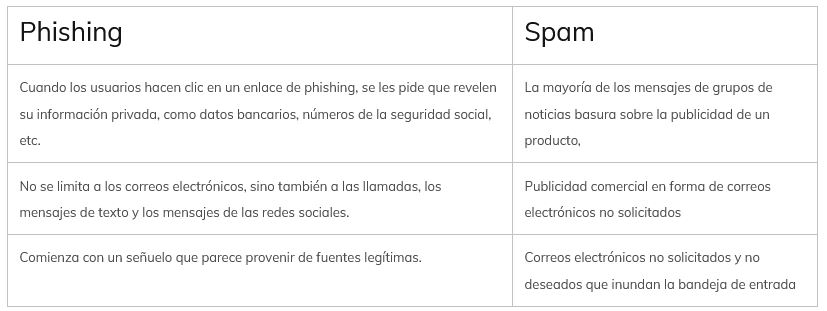 Phishing
Spam
Cuando los usuarios hacen clic en un enlace de phishing, se les pide que revelen
su información privada, como datos bancarios, números de la seguridad social,
etc.
La mayoría de los mensajes de grupos de
noticias basura sobre la publicidad de un
producto,
No se limita a los correos electrónicos, sino también a las llamadas, los
mensajes de texto y los mensajes de las redes sociales.
Publicidad comercial en forma de correos
electrónicos no solicitados
Comienza con un señuelo que parece provenir de fuentes legítimas.
Correos electrónicos no solicitados y no
deseados que inundan la bandeja de entrada